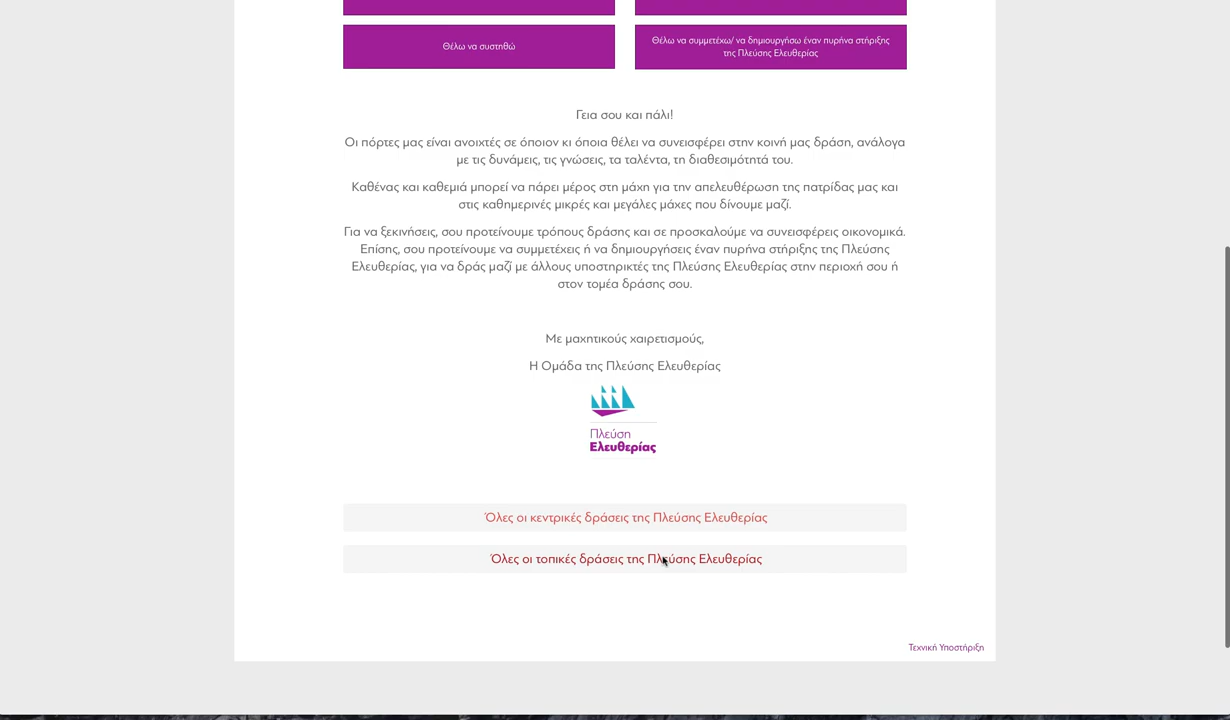 Θέλω να συστηθώ
Θέλω να συμμετέχω/ να δημιουργήσω έναν πυρήνα στήριξης
της Πλεύσης Ελευθερίας
Γεια σου και πάλι!
Οι πόρτες μας είναι ανοιχτές σε όποιον κι όποια θέλει να συνεισφέρει στην κοινή μας δράση, ανάλογα
με τις δυνάμεις, τις γνώσεις, τα ταλέντα, τη διαθεσιμότητά του.
Καθένας και καθεμιά μπορεί να πάρει μέρος στη μάχη για την απελευθέρωση της πατρίδας μας και
στις καθημερινές μικρές και μεγάλες μάχες που δίνουμε μαζί.
Για να ξεκινήσεις, σου προτείνουμε τρόπους δράσης και σε προσκαλούμε να συνεισφέρεις οικονομικά.
Επίσης, σου προτείνουμε να συμμετέχεις ή να δημιουργήσεις έναν πυρήνα στήριξης της Πλεύσης
Ελευθερίας, για να δράς μαζί με άλλους υποστηρικτές της Πλεύσης Ελευθερίας στην περιοχή σου ή
στον τομέα δράσης σου.
Με μαχητικούς χαιρετισμούς,
Η Ομάδα της Πλεύσης Ελευθερίας
Πλεύση
Ελευθερίας
Όλες οι κεντρικές δράσεις της Πλεύσης Ελευθερίας
Όλες οι τοπικές δράσεις της Πλεύσης Ελευθερίας
Τεχνική Υποστήριξη